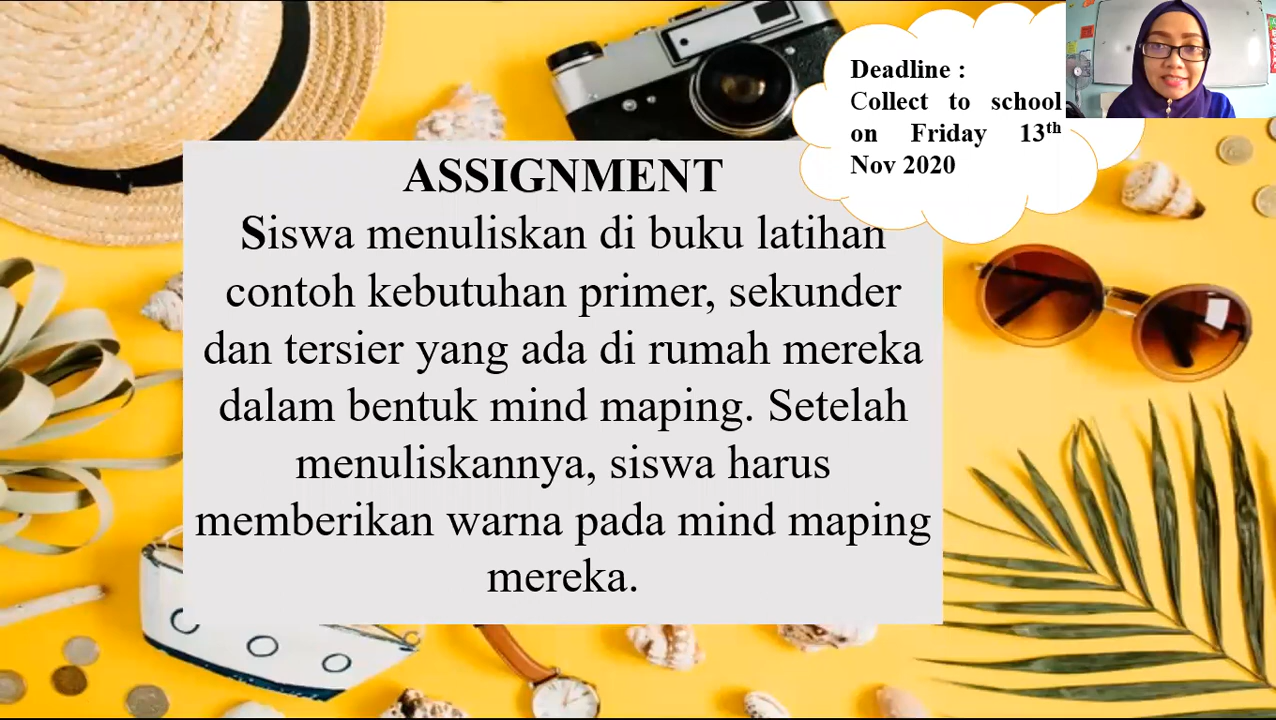 Deadline :
Collect to school
on Friday 13th
Nov 2020
ASSIGNMENT
Siswa menuliskan di buku latihan
contoh kebutuhan primer, sekunder
dan tersier yang ada di rumah mereka
dalam bentuk mind maping. Setelah
menuliskannya, siswa harus
memberikan warna pada mind maping
mereka.